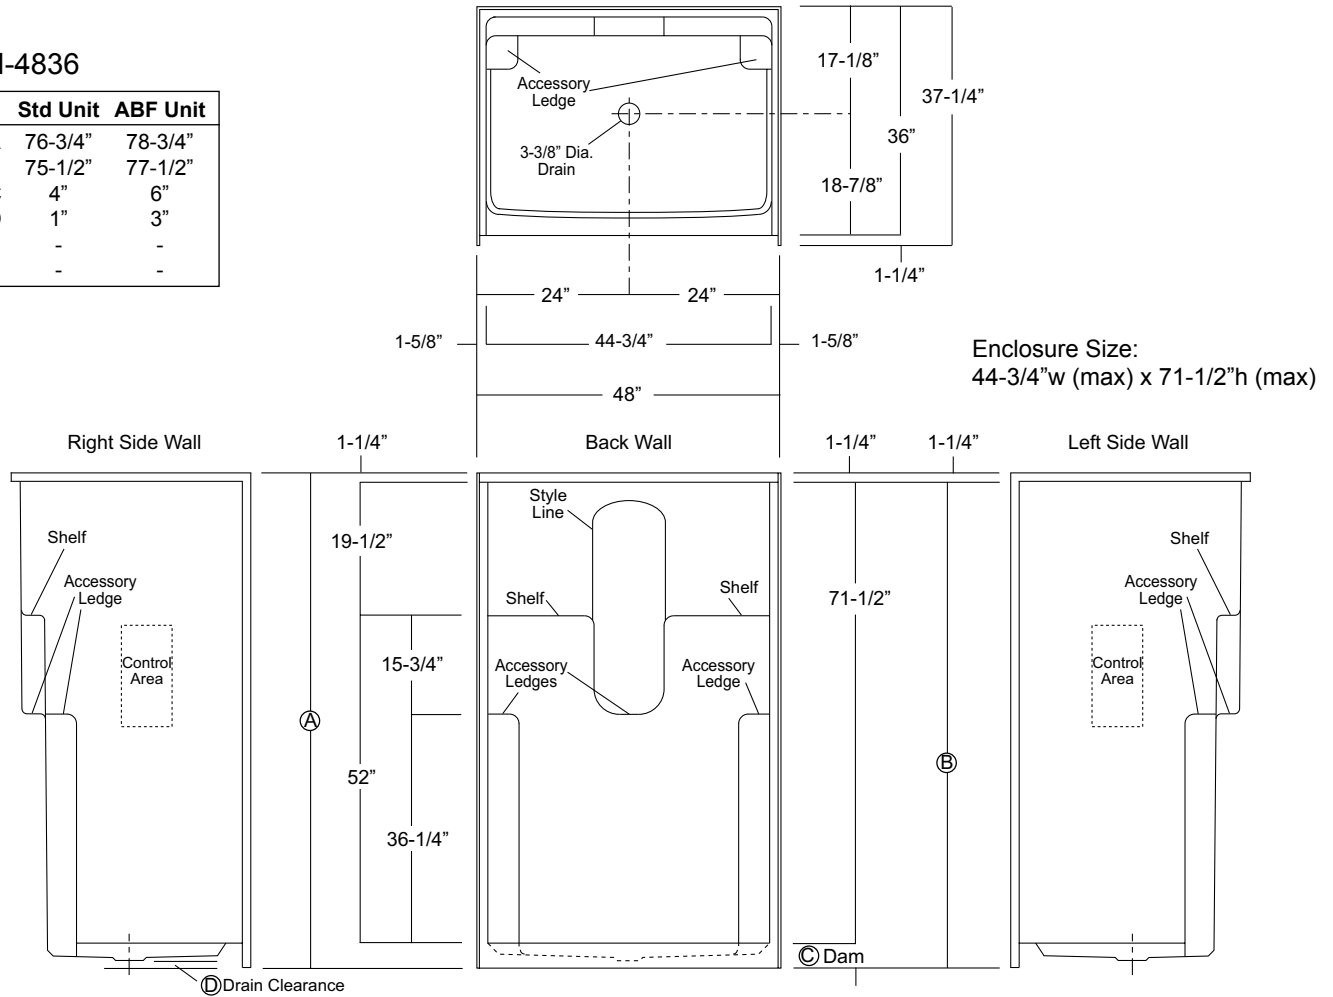 -4836
Std Unit ABF Unit
76-3/4” 78-3/4”
75-1/2” 77-1/2”
4” 6”
1” 3”
- -
- -
Accessory
Ledge
3-3/8” Dia.
Drain
17-1/8”
37-1/4”
36”
18-7/8”
1-1/4”
24” 24”
1-5/8” 44-3/4” 1-5/8”
48”
Enclosure Size:
44-3/4”w (max) x 71-1/2”h (max)
Right Side Wall
1-1/4”
Back Wall
1-1/4”
1-1/4”
Left Side Wall
Shelf
Accessory
Ledge
Control
Area
19-1/2”
15-3/4”
A
52”
36-1/4”
D Drain Clearance
Style
Line
Shelf
Shelf
Accessory
Ledges
Accessory
Ledge
71-1/2”
B
C Dam
Shelf
Accessory
Ledge
Control
Area